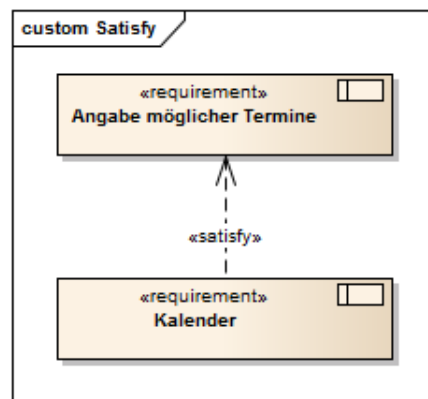 custom Satisfy
«requirement»
Angabe möglicher Termine
«satisfy»
«requirement»
Kalender